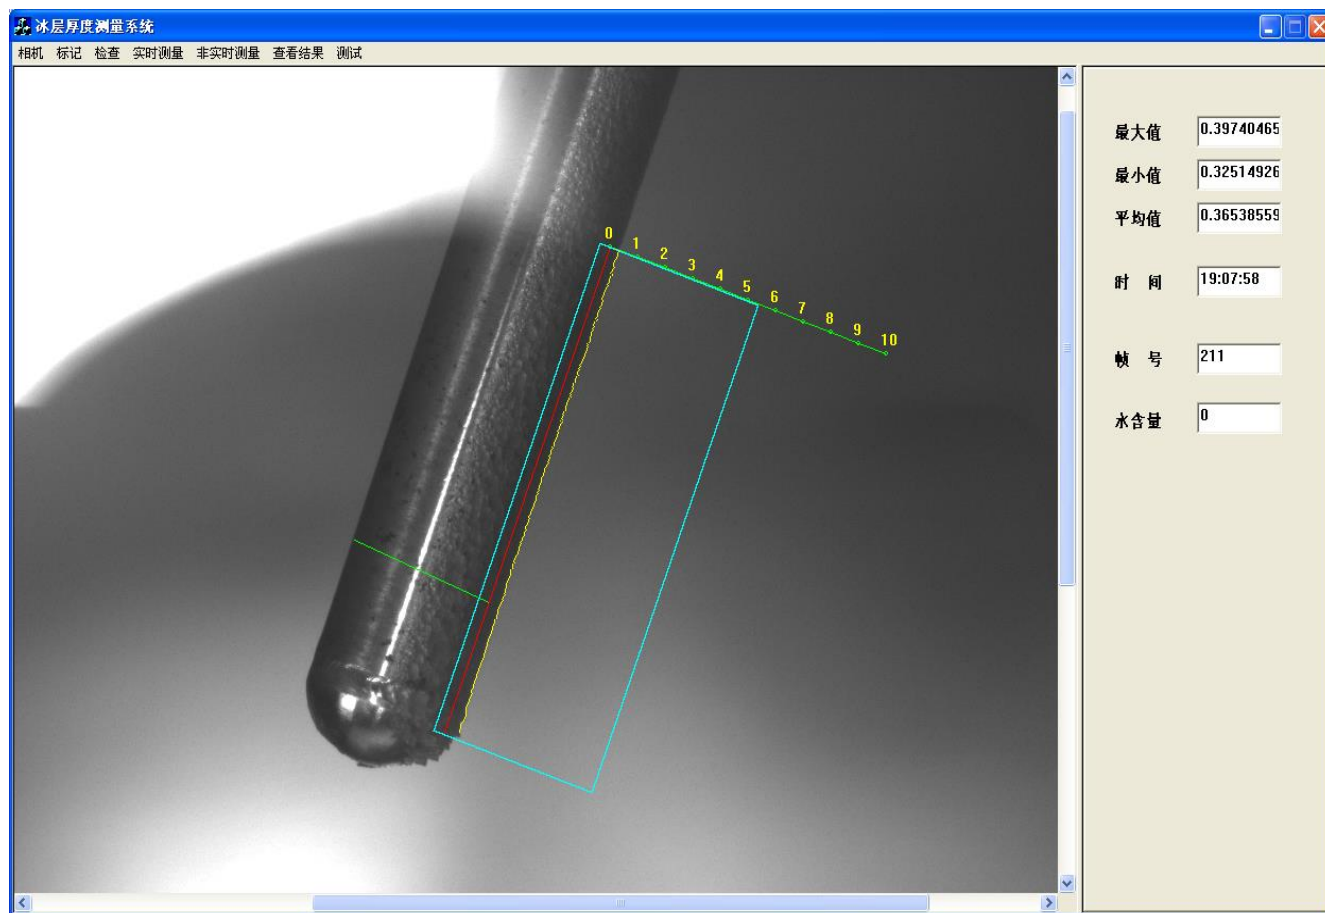 冰层厚度测量系统
相机 标记 检查 实时测量 非实时测量 查看结果 测试
0 1 2 3 4 5 6 7 8 9 10
最大值 0.39740465
最小值 0.32514926
平均值 0.36538559
时 间 19:07:58
帧 号 211
水含量 0